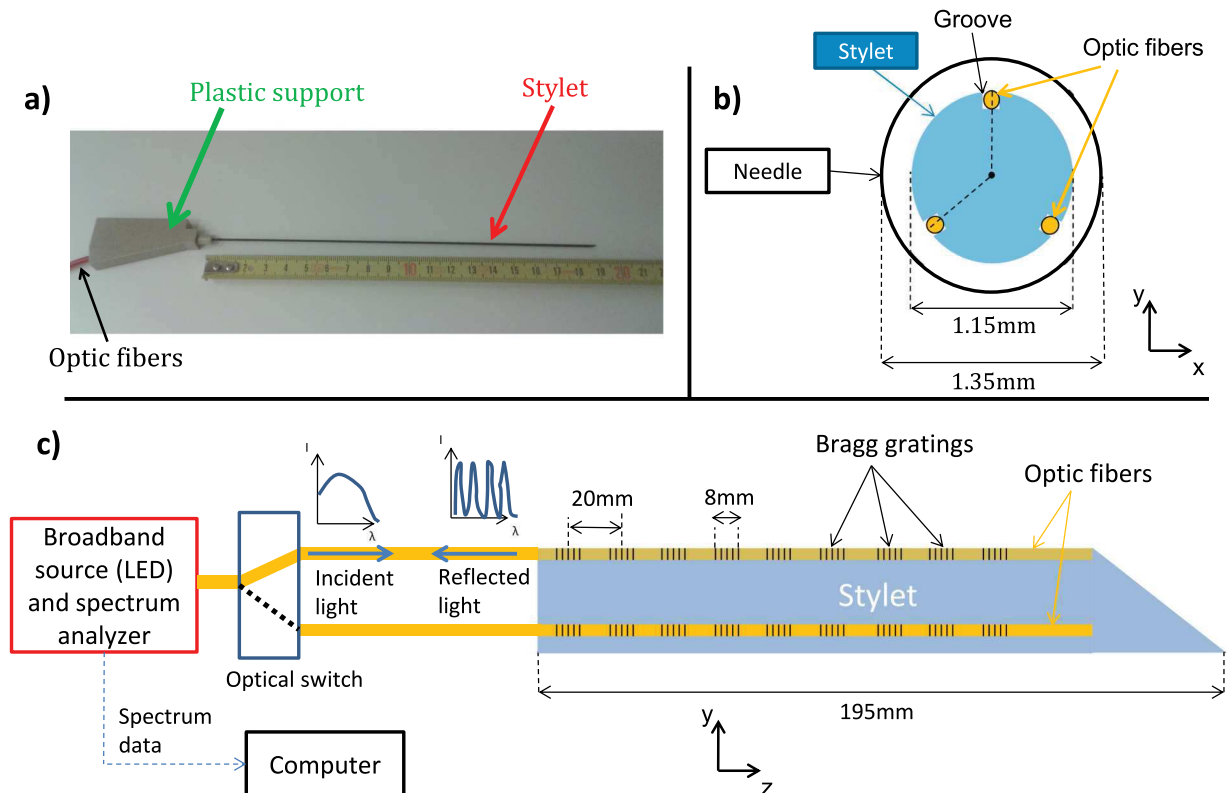 a)
Plastic support
Stylet
Optic fibers
b)
Groove
Stylet
Optic fibers
Needle
1.15mm
1.35mm
y
x
c)
I
λ
I
λ
Bragg gratings
Optic fibers
20mm
8mm
Broadband
source (LED)
and spectrum
analyzer
Incident
light
Reflected
light
Stylet
Optical switch
195mm
Spectrum
data
Computer
y
z